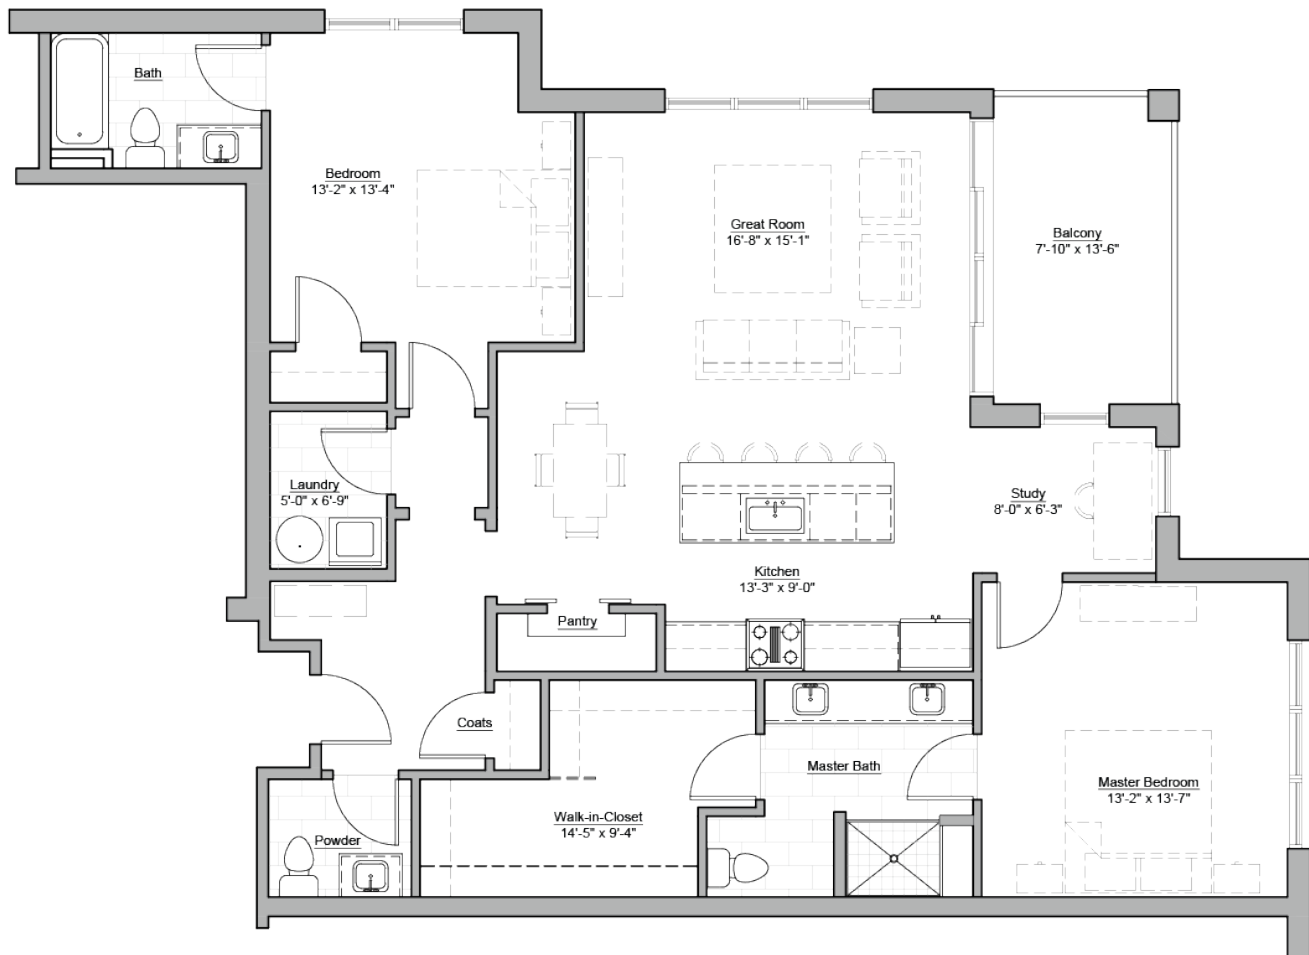 Bath
Bedroom
13'-2" x 13'-4"
Great Room
16'-8" x 15'-1"
Balcony
7'-10" x 13'-6"
Laundry
5'-0" x 6'-9"
Study
8'-0" x 6'-3"
Kitchen
13'-3" x 9'-0"
Pantry
Coats
Master Bath
Master Bedroom
13'-2" x 13'-7"
Walk-in-Closet
14'-5" x 9'-4"
Powder